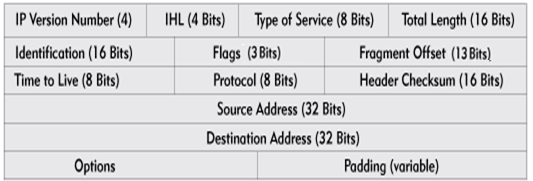 IP Version Number (4) IHL (4 Bits) Type of Service (8 Bits) Total Length (16 Bits)
Identification (16 Bits) Flags (3 Bits) Fragment Offset (13 Bits)
Time to Live (8 Bits) Protocol (8 Bits) Header Checksum (16 Bits)
Source Address (32 Bits)
Destination Address (32 Bits)
Options Padding (variable)